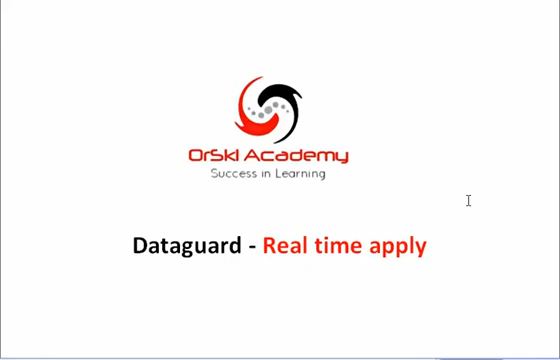 OrSkl Academy
Success in Learning
Dataguard - Real time apply